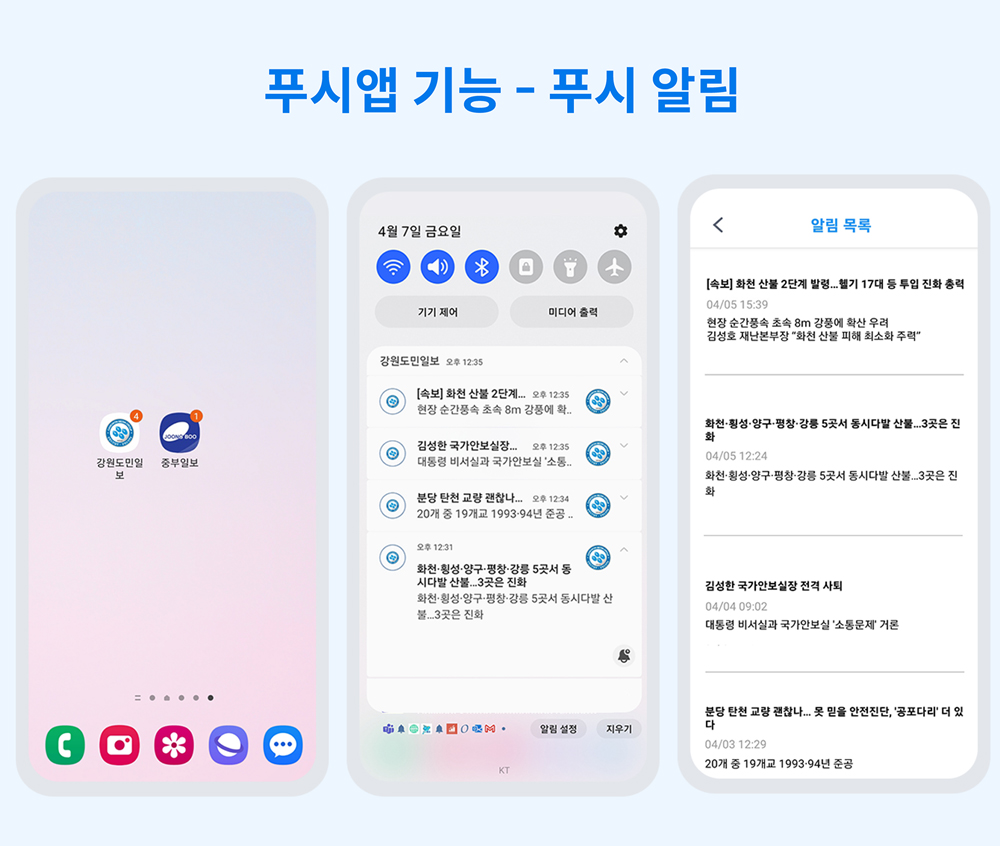 푸시앱 기능 - 푸시 알림
4
1
JOONG BOO
강원도민일
보
중부일보
4월 7일 금요일
기기 제어
미디어 출력
강원도민일보 오후 12:35
[속보] 화천 산불 2단계... 오후 12:35
현장 순간풍속 초속 8m 강풍에 확..
김성한 국가안보실장... 오후 12:35
대통령 비서실과 국가안보실 '소통..
분당 탄천 교량 괜찮나... 오후 12:34
20개 중 19개교 1993·94년 준공 ..
오후 12:31
화천·횡성·양구·평창·강릉 5곳서 동
시다발 산불...3곳은 진화
화천·횡성·양구·평창·강릉 5곳서 동시다발 산
불...3곳은 진화
알림 설정
지우기
KT
알림 목록
[속보] 화천 산불 2단계 발령...헬기 17대 등 투입 진화 총력
04/05 15:39
현장 순간풍속 초속 8m 강풍에 확산 우려
김성호 재난본부장 “화천 산불 피해 최소화 주력”
화천·횡성·양구·평창·강릉 5곳서 동시다발 산불...3곳은 진
화
04/05 12:24
화천·횡성·양구·평창·강릉 5곳서 동시다발 산불...3곳은 진
화
김성한 국가안보실장 전격 사퇴
04/04 09:02
대통령 비서실과 국가안보실 '소통문제' 거론
분당 탄천 교량 괜찮나... 못 믿을 안전진단, '공포다리' 더 있
다
04/03 12:29
20개 중 19개교 1993·94년 준공